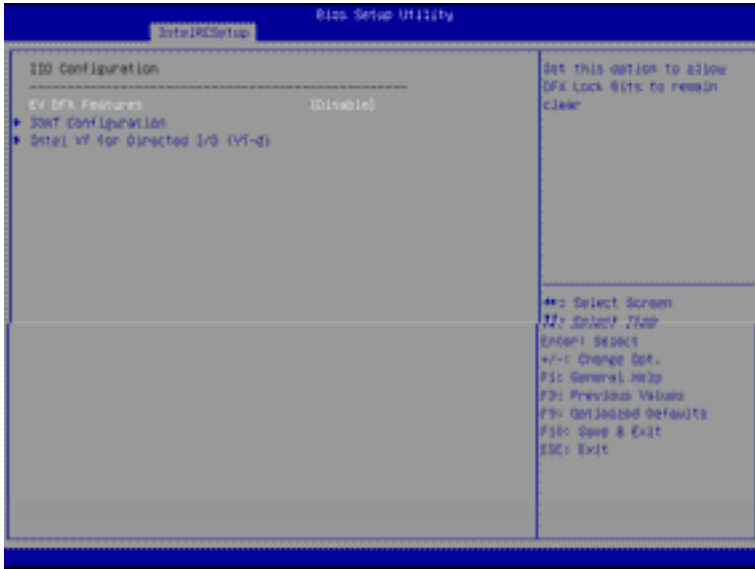 Bios Setup Utility
IntelRCSetup
IIO Configuration
EV DFX Features [Disable]
IOAT Configuration
Intel VT for Directed I/O (VT-d)
Set this option to allow
DFX Lock Bits to remain
clear
: Select Screen
: Select Item
Enter: Select
+/-: Change Opt.
F1: General Help
: Previous Values
F9: Optimized Defaults
F10: Save & Exit
ESC: Exit